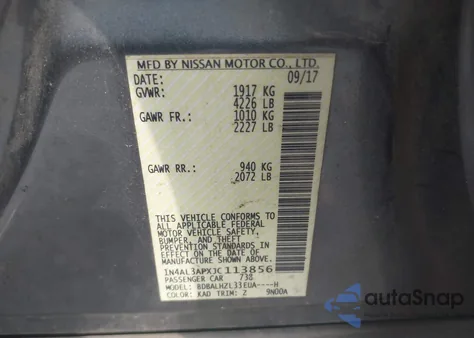 MFD BY NISSAN MOTOR CO., LTD.
DATE: 09/17
GVWR: 1917 KG
4226 LB
GAWR FR.: 1010 KG
2227 LB
GAWR RR.: 940 KG
2072 LB
THIS VEHICLE CONFORMS TO
ALL APPLICABLE FEDERAL
MOTOR VEHICLE SAFETY,
BUMPER, AND THEFT
PREVENTION STANDARDS IN
EFFECT ON THE DATE OF
MANUFACTURE SHOWN ABOVE.
1N4AL3APXJC113856
PASSENGER CAR 738
MODEL: BDBALHZL33EUA----H
COLOR: KAD TRIM: 2 9N00A
autoSnap